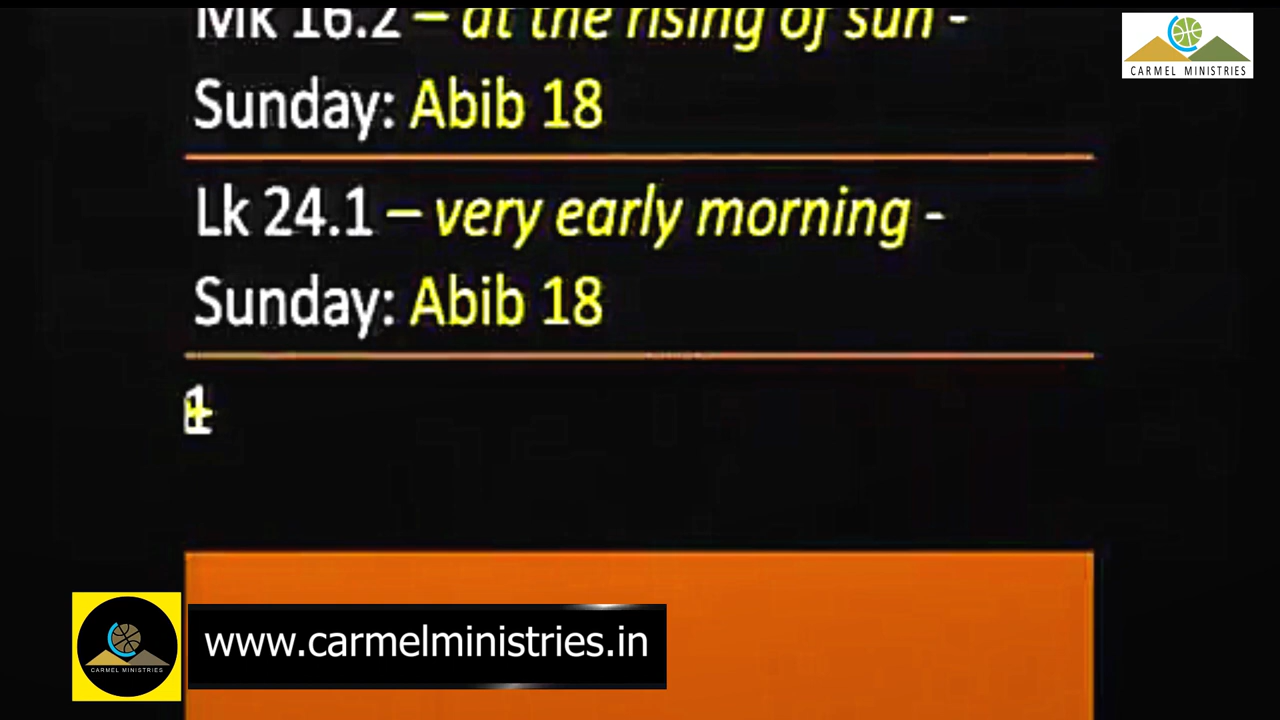 Mk 16.2 – at the rising of sun -
CARMEL MINISTRIES
Sunday: Abib 18
Lk 24.1 – very early morning -
Sunday: Abib 18
www.carmelministries.in
CARMEL MINISTRIES